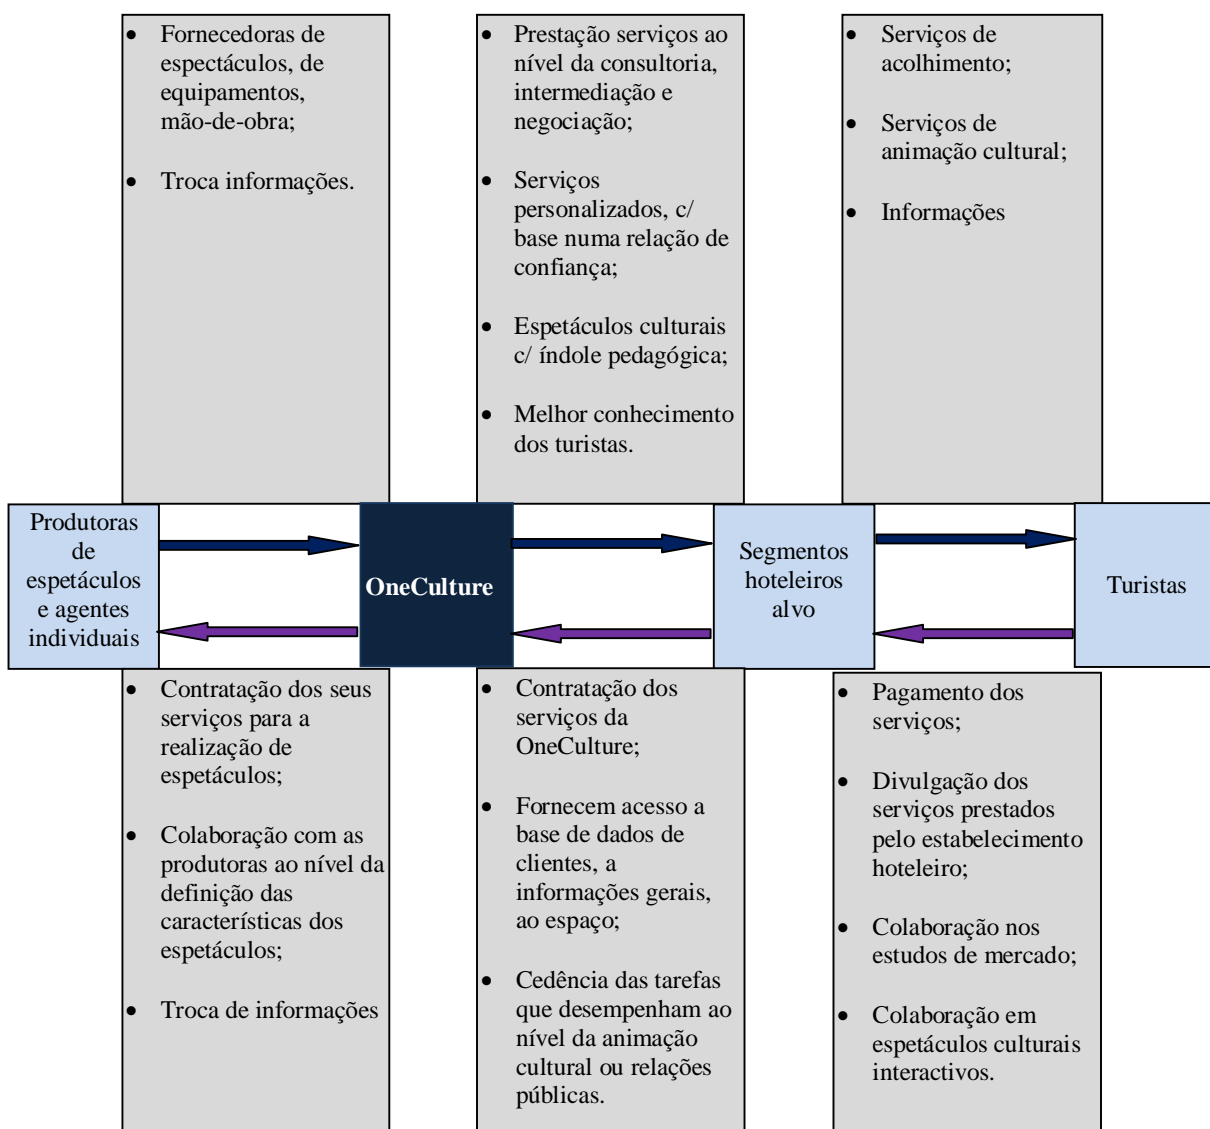 • Fornecedoras de
espectáculos, de
equipamentos,
mão-de-obra;
• Troca informações.
• Prestação serviços ao
nível da consultoria,
intermediação e
negociação;
• Serviços
personalizados, c/
base numa relação de
confiança;
• Espetáculos culturais
c/ índole pedagógica;
• Melhor conhecimento
dos turistas.
• Serviços de
acolhimento;
• Serviços de
animação cultural;
• Informações
Produtoras
de
espetáculos
e agentes
individuais
OneCulture
Segmentos
hoteleiros
alvo
Turistas
• Contratação dos seus
serviços para a
realização de
espetáculos;
• Colaboração com as
produtoras ao nível da
definição das
características dos
espetáculos;
• Troca de informações
• Contratação dos
serviços da
OneCulture;
• Fornecem acesso a
base de dados de
clientes, a
informações gerais,
ao espaço;
• Cedência das tarefas
que desempenham ao
nível da animação
cultural ou relações
públicas.
• Pagamento dos
serviços;
• Divulgação dos
serviços prestados
pelo estabelecimento
hoteleiro;
• Colaboração nos
estudos de mercado;
• Colaboração em
espetáculos culturais
interactivos.